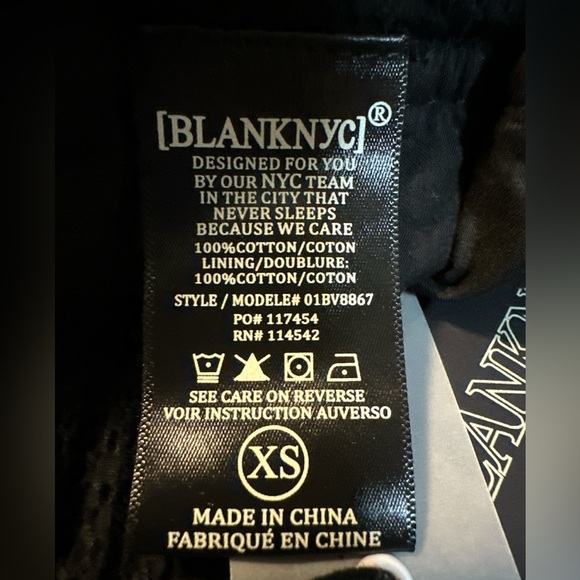 [BLANKNYC]®
DESIGNED FOR YOU
BY OUR NYC TEAM
IN THE CITY THAT
NEVER SLEEPS
BECAUSE WE CARE
100%COTTON/COTON
LINING/DOUBLURE:
100%COTTON/COTON
STYLE / MODELE# 01BV8867
PO# 117454
RN# 114542
SEE CARE ON REVERSE
VOIR INSTRUCTION AUVERSO
XS
MADE IN CHINA
FABRIQUÉ EN CHINE